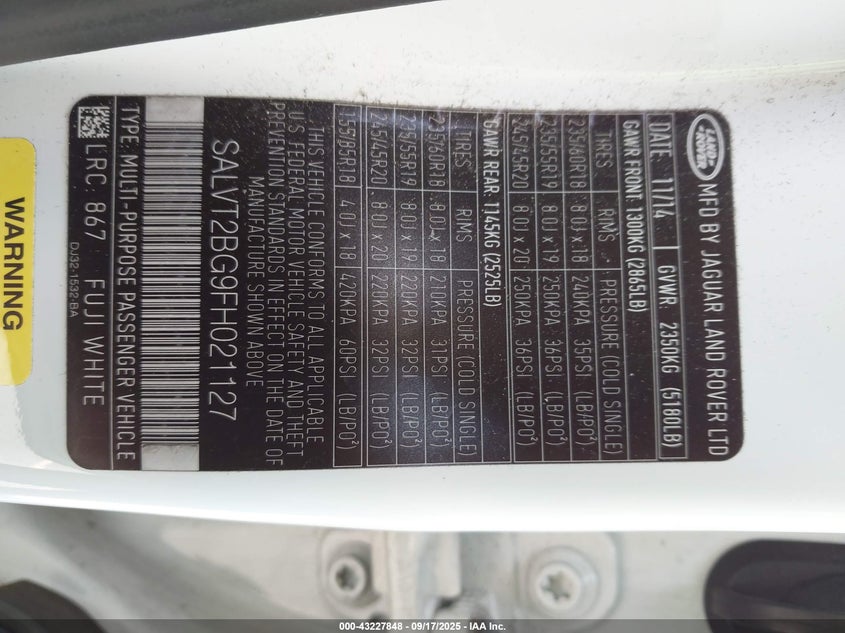 LAND ROVER
MFD BY JAGUAR LAND ROVER LTD
DATE: 11/14 GVWR: 2350KG (5180LB)
GAWR FRONT: 1300KG (2865LB)
TIRES RIMS PRESSURE (COLD SINGLE)
235/60R18 8.0J x 18 240KPA 35PSI (LB/PO²)
235/55R19 8.0J x 19 250KPA 36PSI (LB/PO²)
245/45R20 8.0J x 20 250KPA 36PSI (LB/PO²)
GAWR REAR: 1145KG (2525LB)
TIRES RIMS PRESSURE (COLD SINGLE)
235/60R18 8.0J x 18 210KPA 31PSI (LB/PO²)
235/55R19 8.0J x 19 220KPA 32PSI (LB/PO²)
245/45R20 8.0J x 20 220KPA 32PSI (LB/PO²)
T155/85R18 4.0J x 18 420KPA 60PSI (LB/PO²)
THIS VEHICLE CONFORMS TO ALL APPLICABLE
U.S. FEDERAL MOTOR VEHICLE SAFETY AND THEFT
PREVENTION STANDARDS IN EFFECT ON THE DATE OF
MANUFACTURE SHOWN ABOVE
SALVT2BG9FH021127
TYPE: MULTI-PURPOSE PASSENGER VEHICLE
LRC: 867 FUJI WHITE
DJ32-1532-BA
WARNING
000-43227848 - 09/17/2025 - IAA Inc.